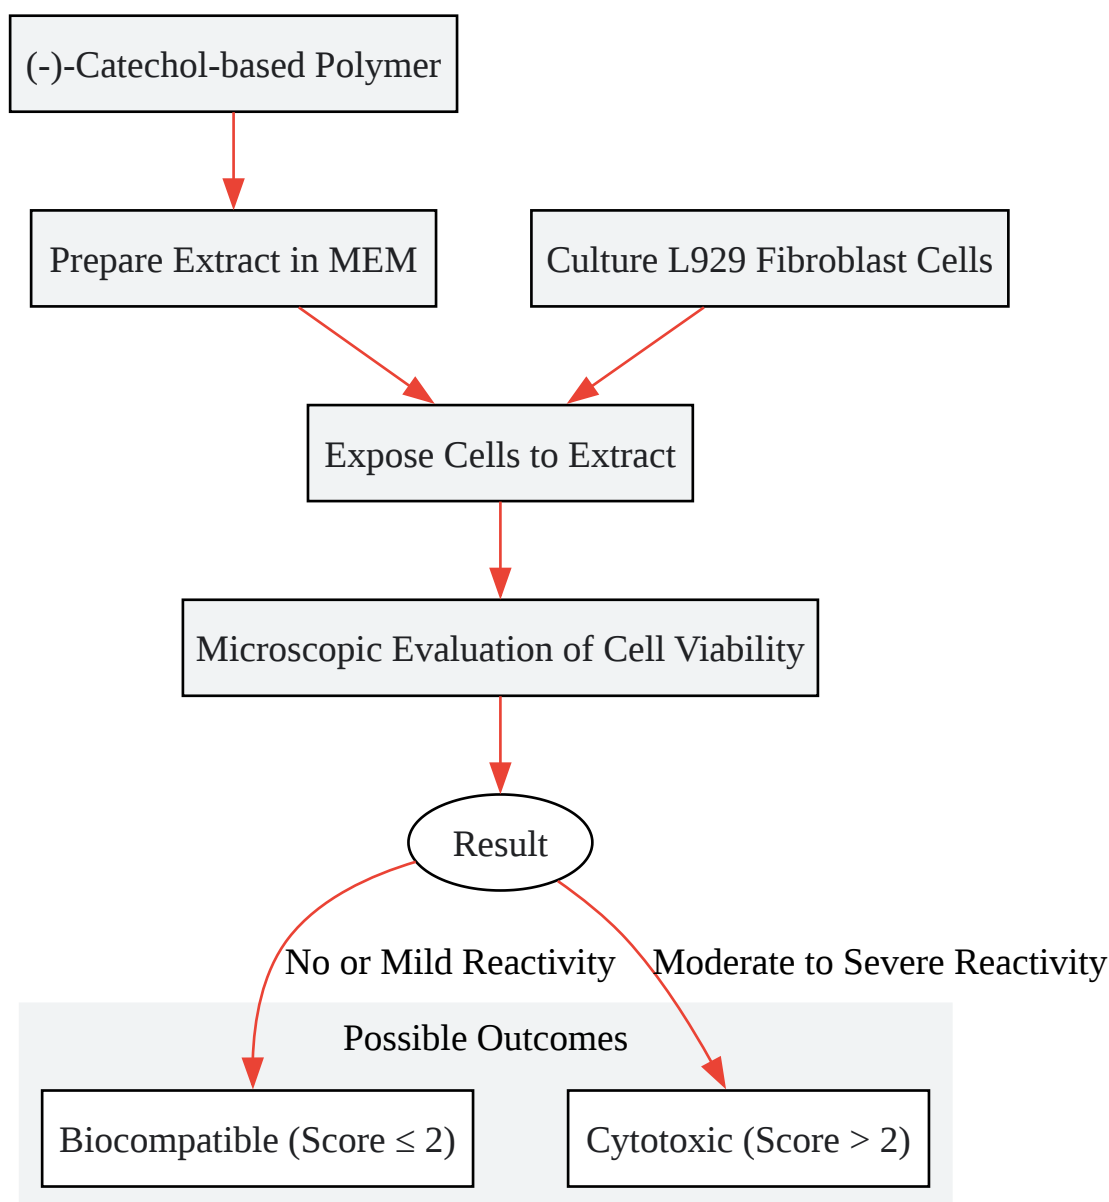 (-)-Catechol-based Polymer
Prepare Extract in MEM
Culture L929 Fibroblast Cells
Expose Cells to Extract
Microscopic Evaluation of Cell Viability
Result
No or Mild Reactivity
Moderate to Severe Reactivity
Possible Outcomes
Biocompatible (Score ≤ 2)
Cytotoxic (Score > 2)